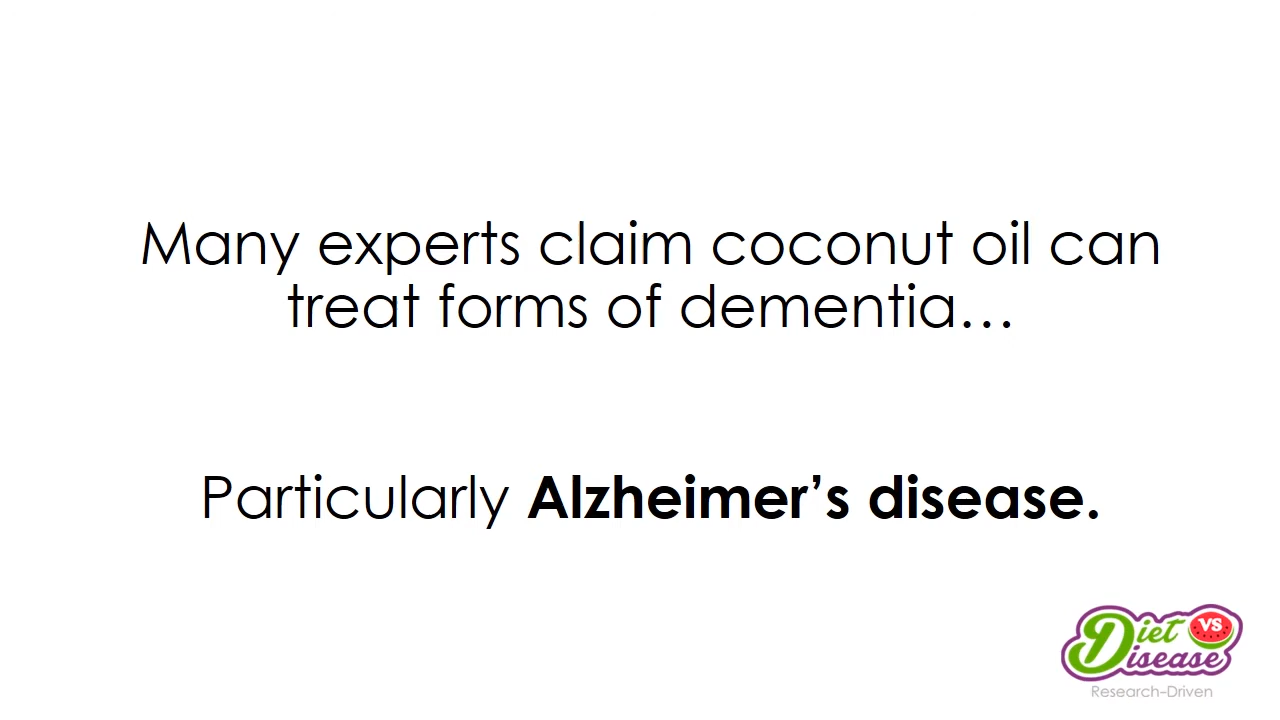 Many experts claim coconut oil can
treat forms of dementia…
Particularly Alzheimer’s disease.
Diet VS
Disease
Research-Driven